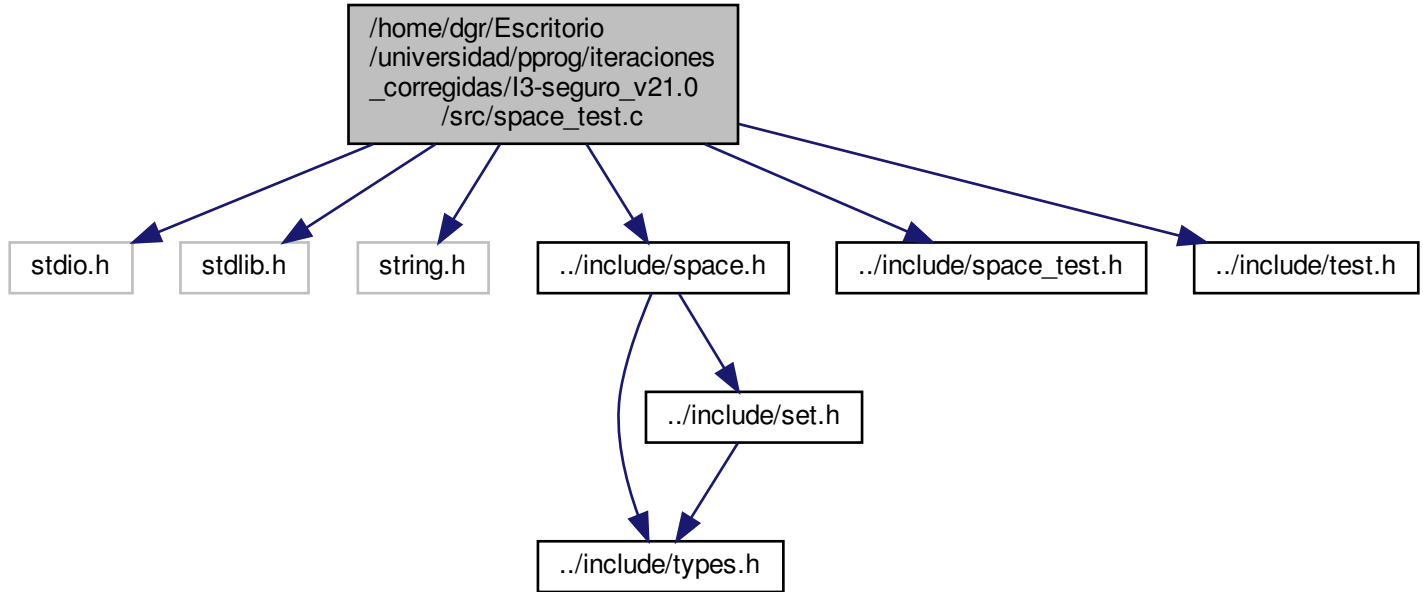 /home/dgr/Escritorio
/universidad/pprog/iteraciones
_corregidas/I3-seguro_v21.0
/src/space_test.c
stdio.h
stdlib.h
string.h
../include/space.h
../include/space_test.h
../include/test.h
../include/set.h
../include/types.h